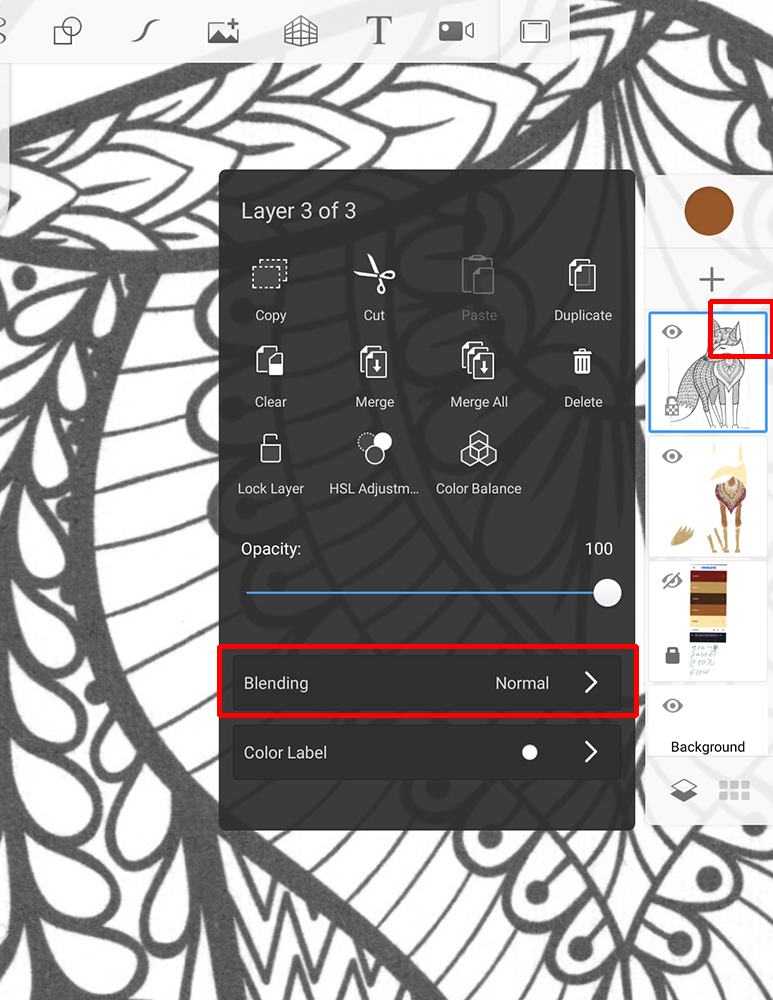 T
Layer 3 of 3
Copy
Cut
Paste
Duplicate
Clear
Merge
Merge All
Delete
Lock Layer
HSL Adjustm...
Color Balance
Opacity:
100
Blending
Normal
Color Label
Background